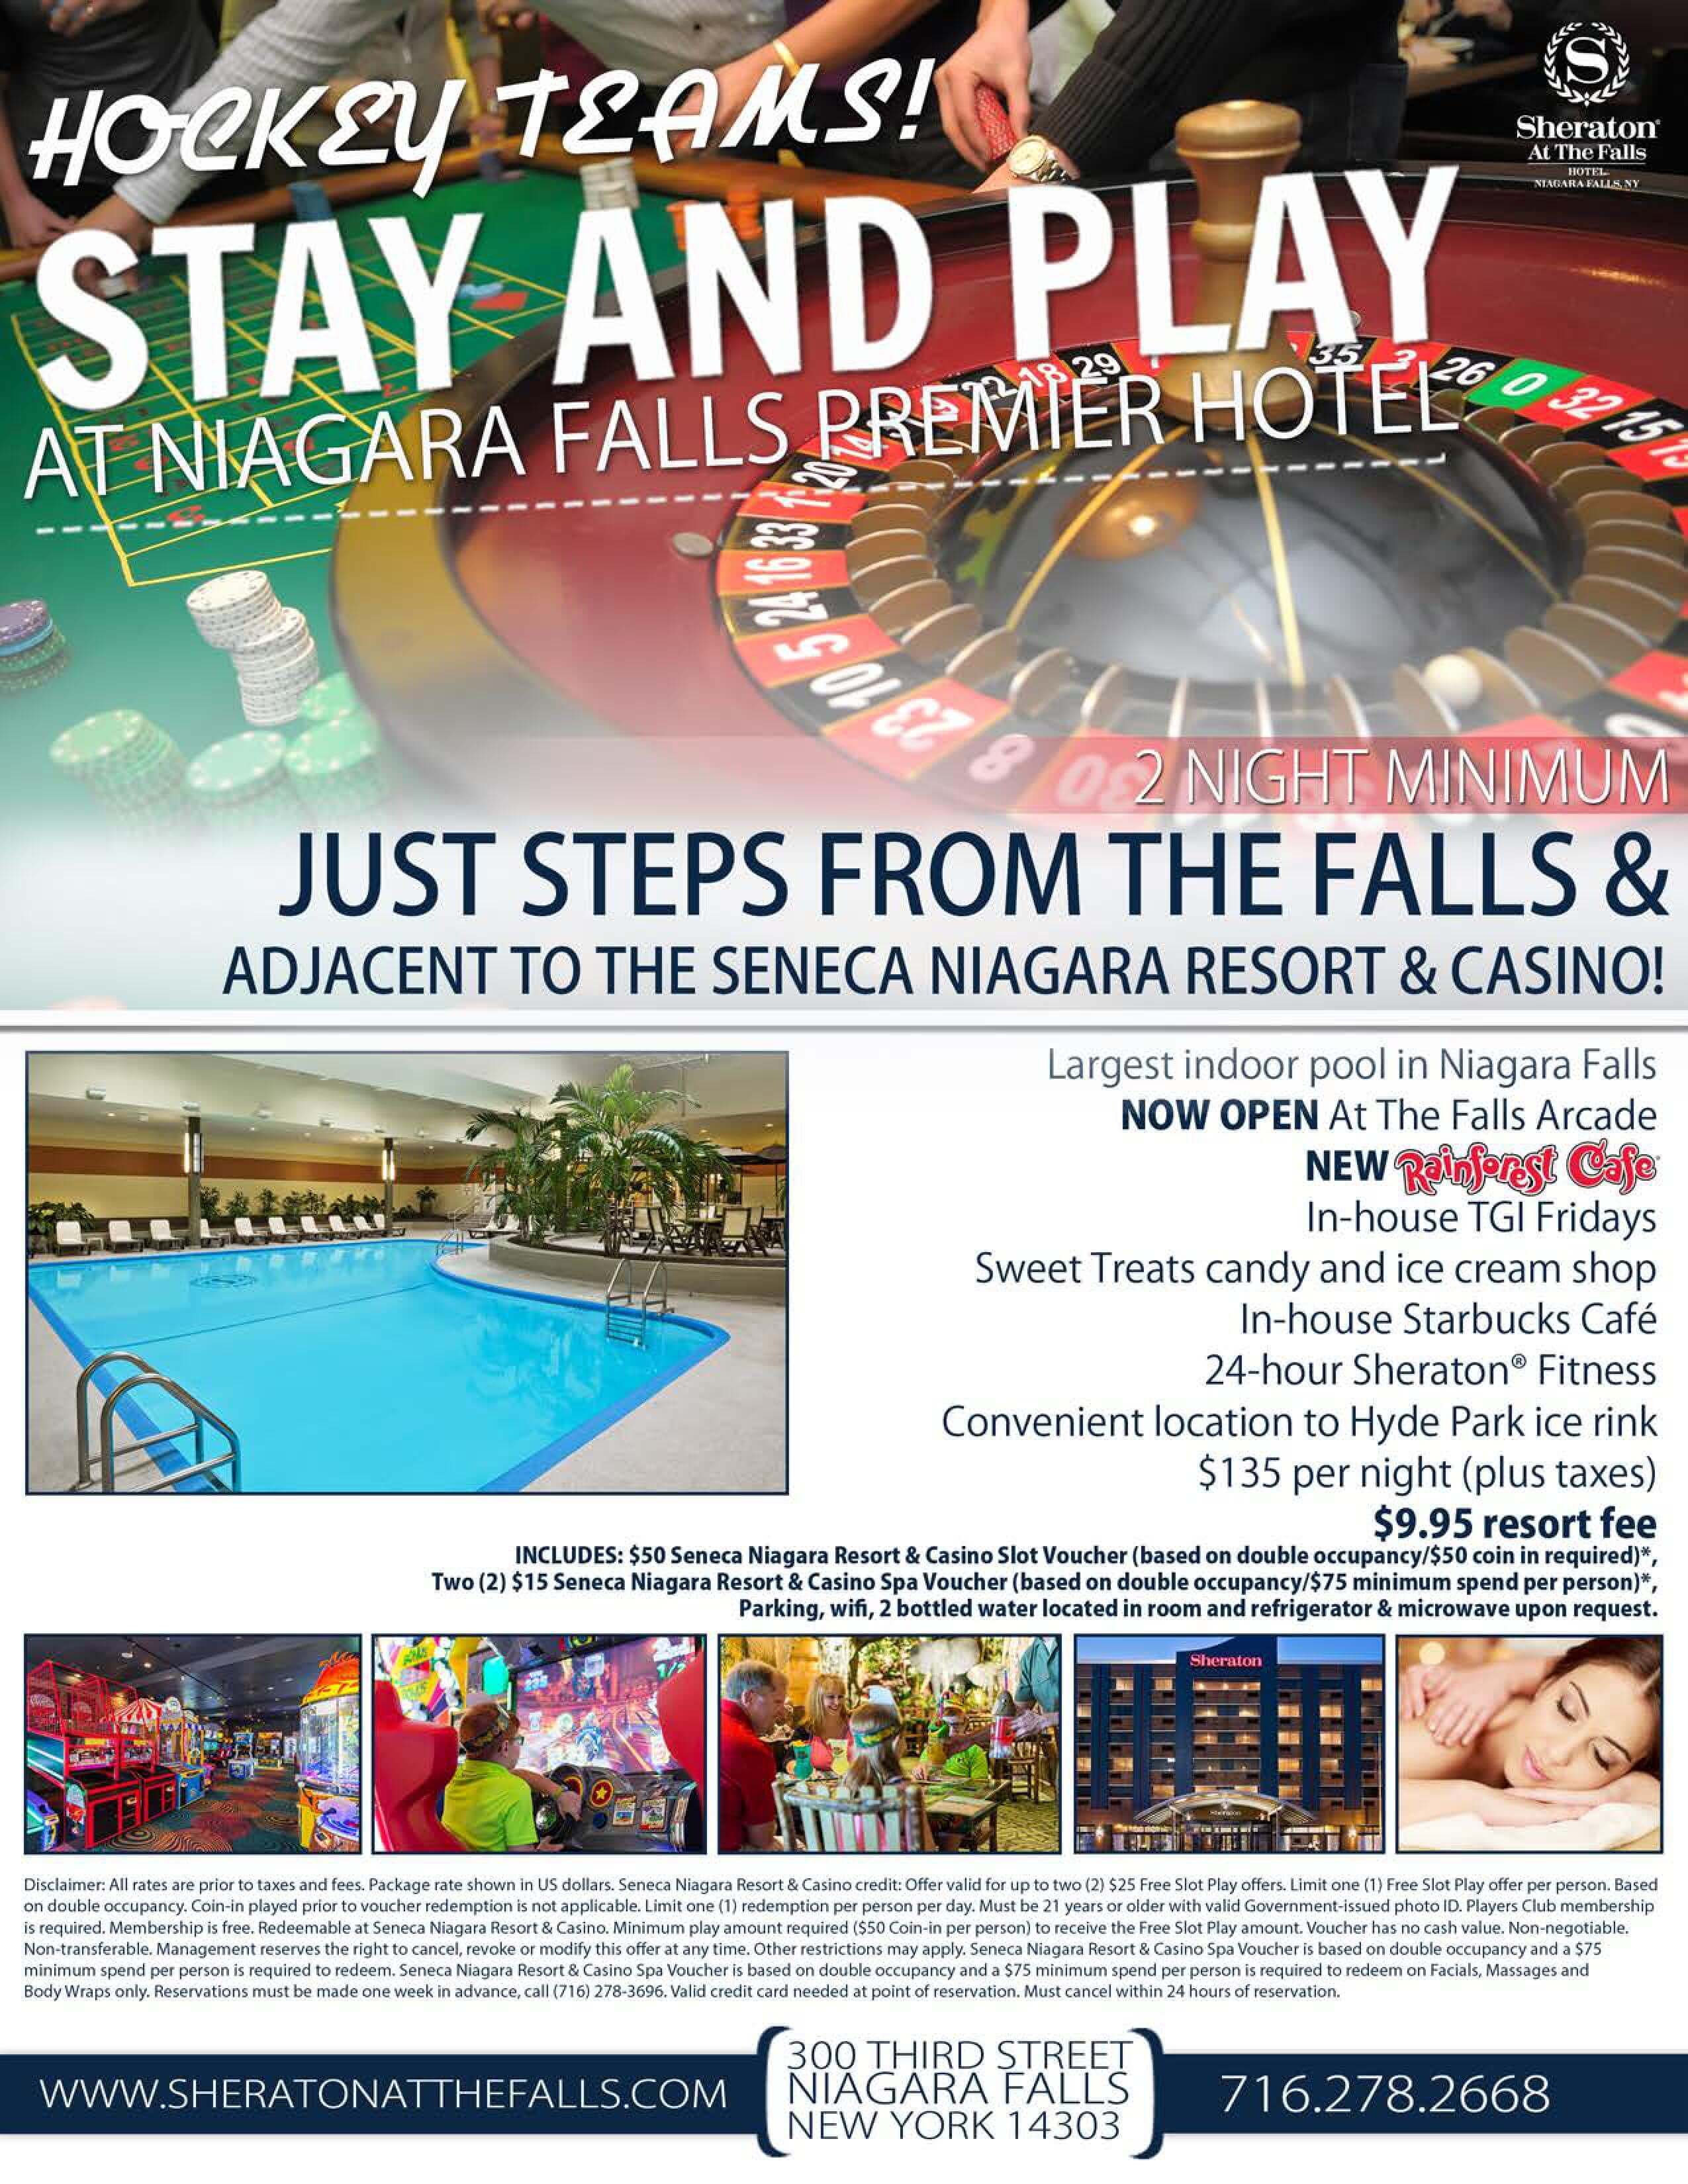 HOCKEY TEAMS!
STAY AND PLAY
AT NIAGARA FALLS PREMIER HOTEL
Sheraton
At The Falls
HOTEL
NIAGARA FALLS, NY
2 NIGHT MINIMUM
JUST STEPS FROM THE FALLS &
ADJACENT TO THE SENECA NIAGARA RESORT & CASINO!
Largest indoor pool in Niagara Falls
NOW OPEN At The Falls Arcade
NEW Rainforest Cafe
In-house TGI Fridays
Sweet Treats candy and ice cream shop
In-house Starbucks Café
24-hour Sheraton® Fitness
Convenient location to Hyde Park ice rink
$135 per night (plus taxes)
$9.95 resort fee
INCLUDES: $50 Seneca Niagara Resort & Casino Slot Voucher (based on double occupancy/$50 coin in required)*,
Two (2) $15 Seneca Niagara Resort & Casino Spa Voucher (based on double occupancy/$75 minimum spend per person)*,
Parking, wifi, 2 bottled water located in room and refrigerator & microwave upon request.
Sheraton
Disclaimer: All rates are prior to taxes and fees. Package rate shown in US dollars. Seneca Niagara Resort & Casino credit: Offer valid for up to two (2) $25 Free Slot Play offers. Limit one (1) Free Slot Play offer per person. Based
on double occupancy. Coin-in played prior to voucher redemption is not applicable. Limit one (1) redemption per person per day. Must be 21 years or older with valid Government-issued photo ID. Players Club membership
is required. Membership is free. Redeemable at Seneca Niagara Resort & Casino. Minimum play amount required ($50 Coin-in per person) to receive the Free Slot Play amount. Voucher has no cash value. Non-negotiable.
Non-transferable. Management reserves the right to cancel, revoke or modify this offer at any time. Other restrictions may apply. Seneca Niagara Resort & Casino Spa Voucher is based on double occupancy and a $75
minimum spend per person is required to redeem. Seneca Niagara Resort & Casino Spa Voucher is based on double occupancy and a $75 minimum spend per person is required to redeem on Facials, Massages and
Body Wraps only. Reservations must be made one week in advance, call (716) 278-3696. Valid credit card needed at point of reservation. Must cancel within 24 hours of reservation.
WWW.SHERATONATTHEFALLS.COM
300 THIRD STREET
NIAGARA FALLS
NEW YORK 14303
716.278.2668